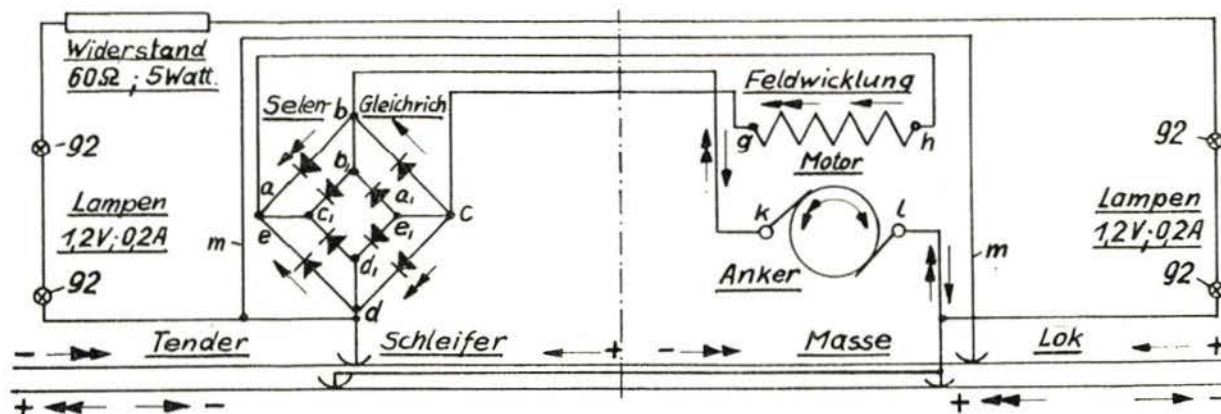 Widerstand
60Ω ; 5Watt.
Selen- Gleichrich
Feldwicklung
b
g
h
92
b₁
Motor
92
a
a₁
k
l
Lampen
1,2V; 0,2A
c₁
e
e₁
C
m
Anker
m
Lampen
1,2V; 0,2A
92
d₁
92
d
- Tender
Schleifer
+ -
Masse
Lok
+
+ -
+ -